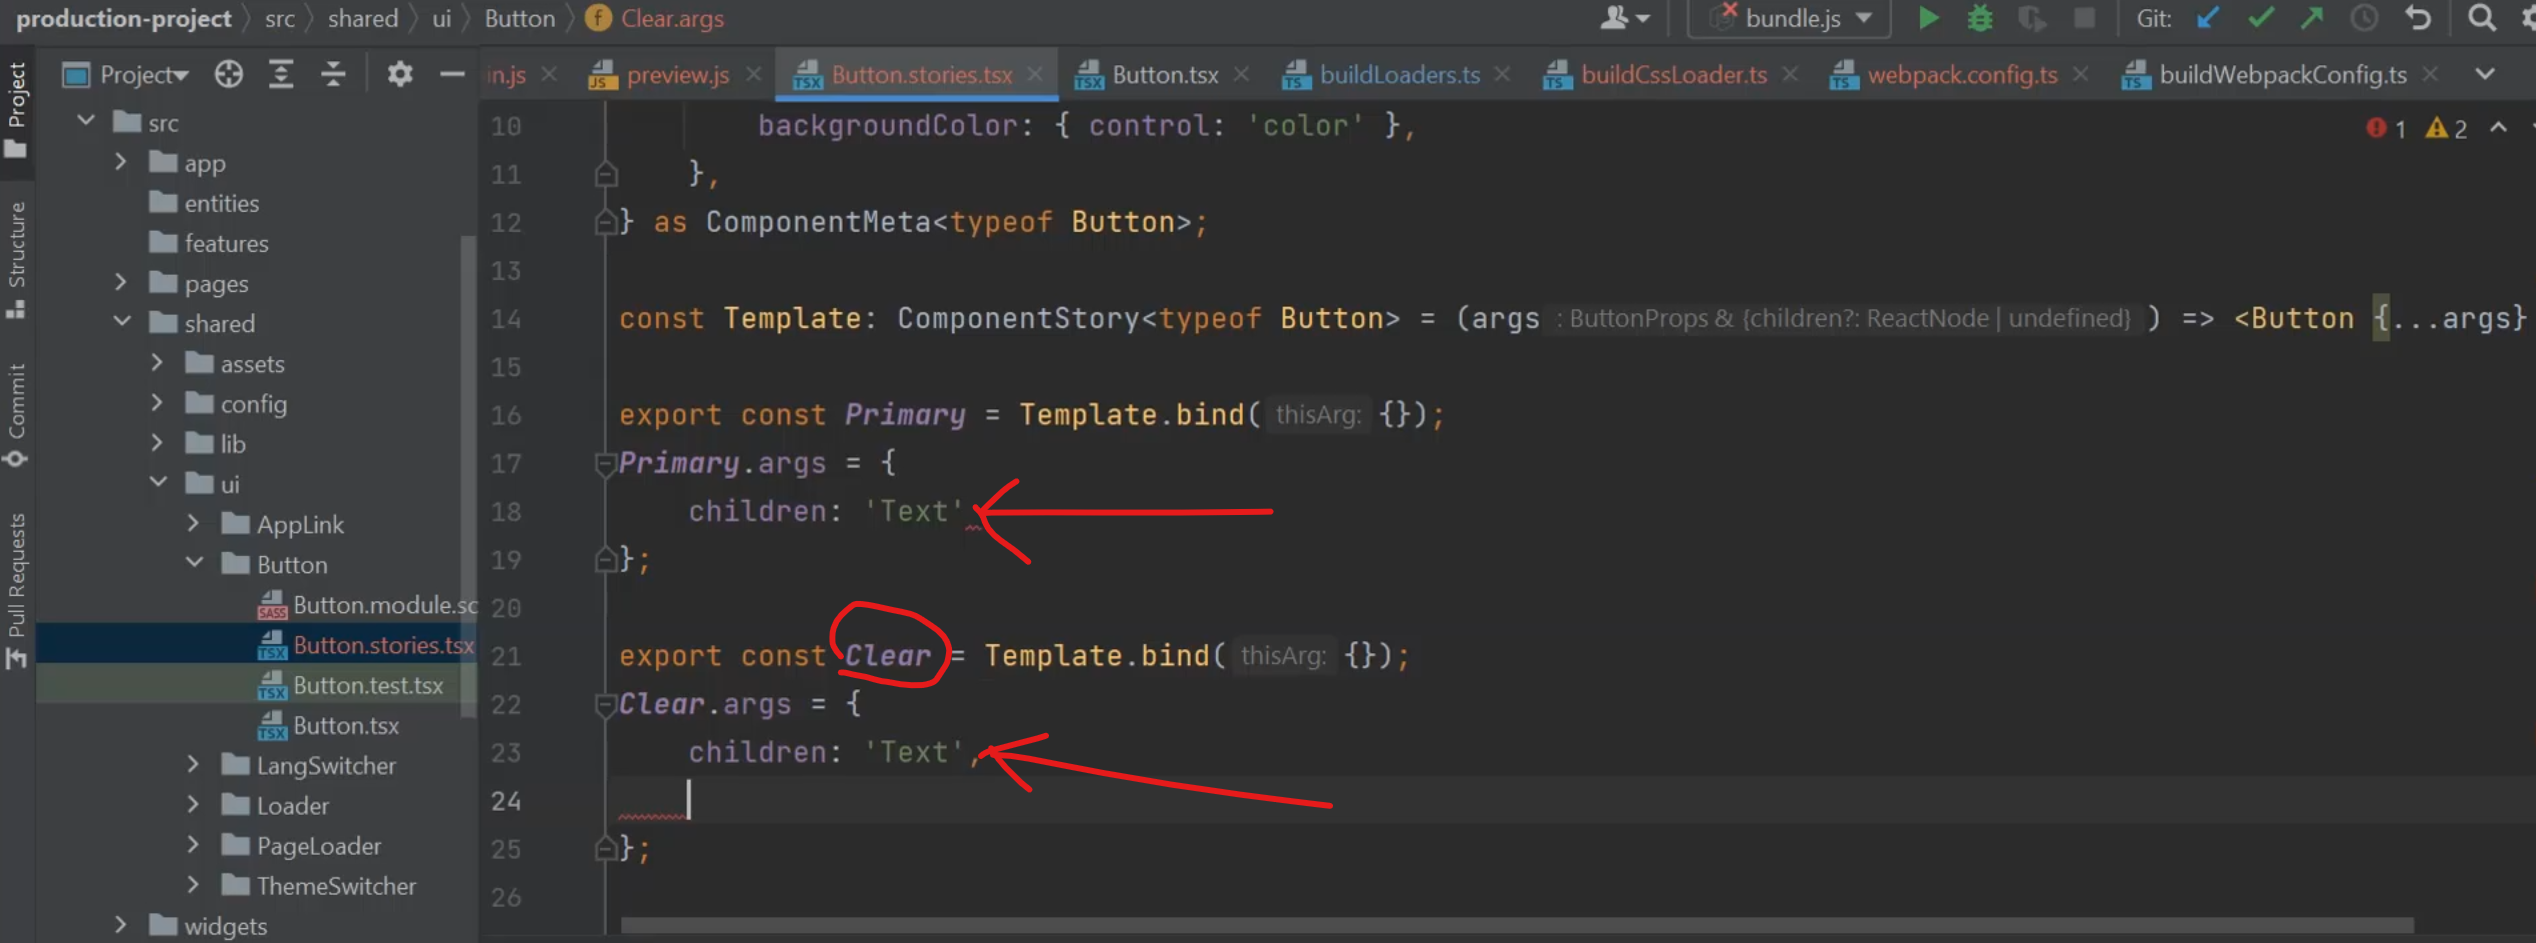 production-project src shared ui Button f Clear.args bundle.js Git:
Project in.js preview.js Button.stories.tsx Button.tsx buildLoaders.ts buildCssLoader.ts webpack.config.ts buildWebpackConfig.ts
Project
Structure
Commit
Pull Requests
src
app
entities
features
pages
shared
assets
config
lib
ui
AppLink
Button
Button.module.sc
Button.stories.tsx
Button.test.tsx
Button.tsx
LangSwitcher
Loader
PageLoader
ThemeSwitcher
widgets
1 2
10 backgroundColor: { control: 'color' },
11 },
12 } as ComponentMeta<typeof Button>;
13
14 const Template: ComponentStory<typeof Button> = (args : ButtonProps & {children?: ReactNode | undefined} ) => <Button {...args}
15
16 export const Primary = Template.bind( thisArg: {});
17 Primary.args = {
18 children: 'Text'
19 };
20
21 export const Clear = Template.bind( thisArg: {});
22 Clear.args = {
23 children: 'Text',
24
25 };
26